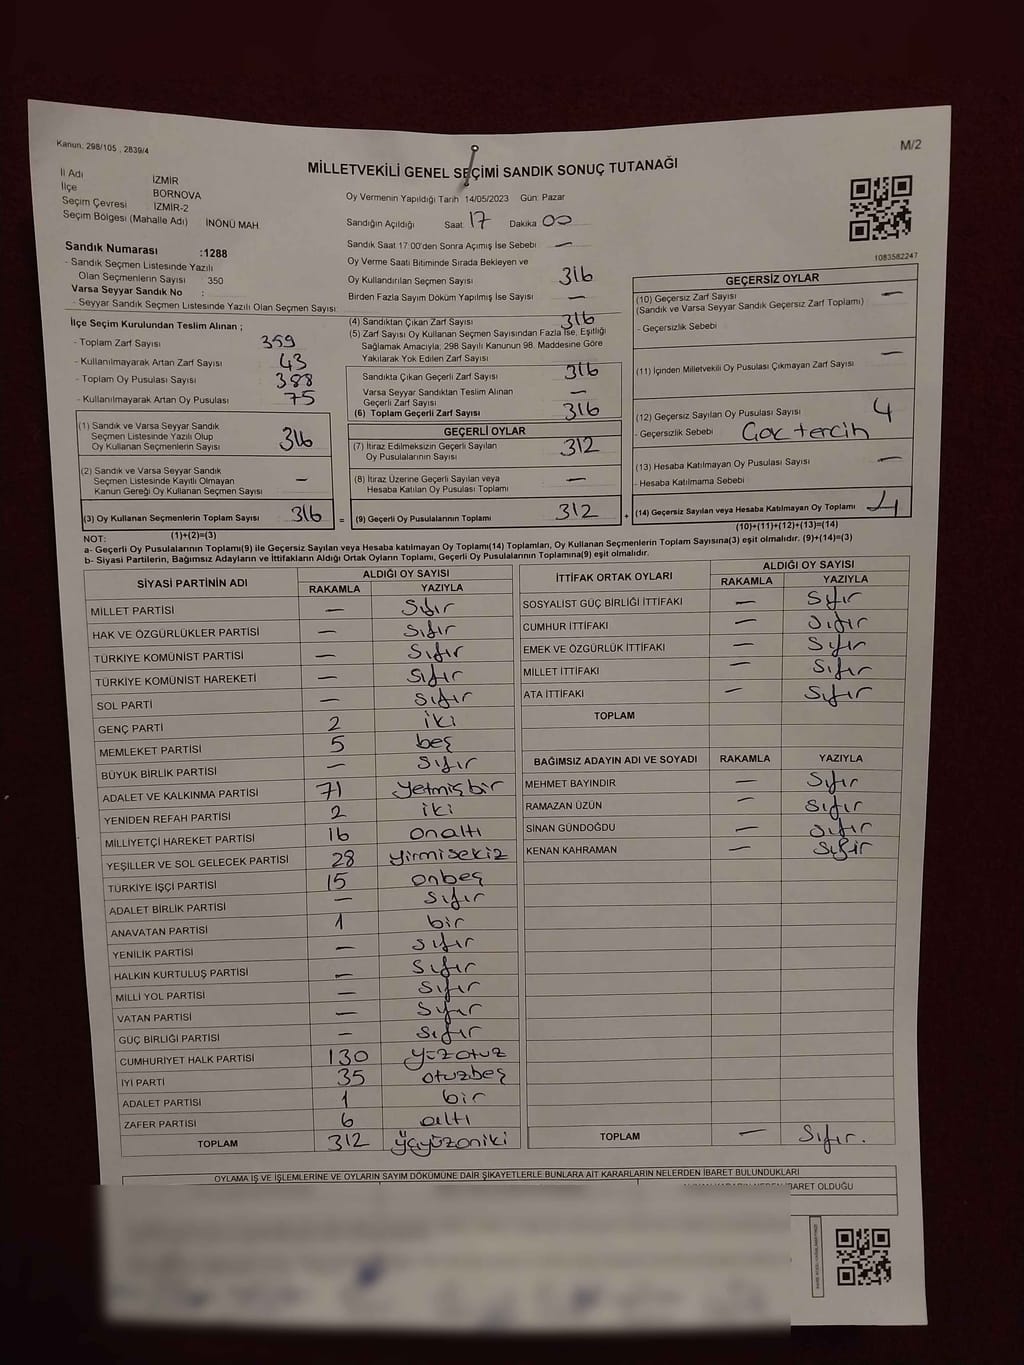 Kanun: 298/105 , 2839/4
M/2
MİLLETVEKİLİ GENEL SEÇİMİ SANDIK SONUÇ TUTANAĞI
İl Adı İZMİR
İlçe BORNOVA
Seçim Çevresi İZMİR-2
Seçim Bölgesi (Mahalle Adı) İNÖNÜ MAH.
Oy Vermenin Yapıldığı Tarih 14/05/2023 Gün: Pazar
Sandığın Açıldığı Saat 17 Dakika 00
Sandık Saat 17:00'den Sonra Açımış İse Sebebi —
Oy Verme Saati Bitiminde Sırada Bekleyen ve
Oy Kullandırılan Seçmen Sayısı 316
Birden Fazla Sayım Döküm Yapılmış İse Sayısı —
1083582247
Sandık Numarası :1288
- Sandık Seçmen Listesinde Yazılı
Olan Seçmenlerin Sayısı 350
Varsa Seyyar Sandık No :
- Seyyar Sandık Seçmen Listesinde Yazılı Olan Seçmen Sayısı:
İlçe Seçim Kurulundan Teslim Alınan ;
- Toplam Zarf Sayısı 359
- Kullanılmayarak Artan Zarf Sayısı 43
- Toplam Oy Pusulası Sayısı 388
- Kullanılmayarak Artan Oy Pusulası 75
(1) Sandık ve Varsa Seyyar Sandık
Seçmen Listesinde Yazılı Olup
Oy Kullanan Seçmenlerin Sayısı 316
(2) Sandık ve Varsa Seyyar Sandık
Seçmen Listesinde Kayıtlı Olmayan
Kanun Gereği Oy Kullanan Seçmen Sayısı —
(3) Oy Kullanan Seçmenlerin Toplam Sayısı 316 =
(1)+(2)=(3)
(4) Sandıktan Çıkan Zarf Sayısı 316
(5) Zarf Sayısı Oy Kullanan Seçmen Sayısından Fazla İse, Eşitliği
Sağlamak Amacıyla, 298 Sayılı Kanunun 98. Maddesine Göre
Yakılarak Yok Edilen Zarf Sayısı
Sandıkta Çıkan Geçerli Zarf Sayısı 316
Varsa Seyyar Sandıktan Teslim Alınan
Geçerli Zarf Sayısı —
(6) Toplam Geçerli Zarf Sayısı 316
GEÇERLİ OYLAR
(7) İtiraz Edilmeksizin Geçerli Sayılan
Oy Pusulalarının Sayısı 312
(8) İtiraz Üzerine Geçerli Sayılan veya
Hesaba Katılan Oy Pusulası Toplamı —
(9) Geçerli Oy Pusulalarının Toplamı 312 +
GEÇERSİZ OYLAR
(10) Geçersiz Zarf Sayısı —
(Sandık ve Varsa Seyyar Sandık Geçersiz Zarf Toplamı)
- Geçersizlik Sebebi
(11) İçinden Milletvekili Oy Pusulası Çıkmayan Zarf Sayısı —
(12) Geçersiz Sayılan Oy Pusulası Sayısı 4
- Geçersizlik Sebebi Çok tercih
(13) Hesaba Katılmayan Oy Pusulası Sayısı —
- Hesaba Katılmama Sebebi
(14) Geçersiz Sayılan veya Hesaba Katılmayan Oy Toplamı 4
(10)+(11)+(12)+(13)=(14)
NOT:
a- Geçerli Oy Pusulalarının Toplamı(9) ile Geçersiz Sayılan veya Hesaba katılmayan Oy Toplamı(14) Toplamları, Oy Kullanan Seçmenlerin Toplam Sayısına(3) eşit olmalıdır. (9)+(14)=(3)
b- Siyasi Partilerin, Bağımsız Adayların ve İttifakların Aldığı Ortak Oyların Toplamı, Geçerli Oy Pusulalarının Toplamına(9) eşit olmalıdır.
SİYASİ PARTİNİN ADI ALDIĞI OY SAYISI
RAKAMLA YAZIYLA
MİLLET PARTİSİ — Sıfır
HAK VE ÖZGÜRLÜKLER PARTİSİ — Sıfır
TÜRKİYE KOMÜNİST PARTİSİ — Sıfır
TÜRKİYE KOMÜNİST HAREKETİ — Sıfır
SOL PARTİ — Sıfır
GENÇ PARTİ 2 iki
MEMLEKET PARTİSİ 5 beş
BÜYÜK BİRLİK PARTİSİ — Sıfır
ADALET VE KALKINMA PARTİSİ 71 yetmişbir
YENİDEN REFAH PARTİSİ 2 iki
MİLLİYETÇİ HAREKET PARTİSİ 16 onaltı
YEŞİLLER VE SOL GELECEK PARTİSİ 28 yirmisekiz
TÜRKİYE İŞÇİ PARTİSİ 15 onbeş
ADALET BİRLİK PARTİSİ — Sıfır
ANAVATAN PARTİSİ 1 bir
YENİLİK PARTİSİ — Sıfır
HALKIN KURTULUŞ PARTİSİ — Sıfır
MİLLİ YOL PARTİSİ — Sıfır
VATAN PARTİSİ — Sıfır
GÜÇ BİRLİĞİ PARTİSİ — Sıfır
CUMHURİYET HALK PARTİSİ 130 yüzotuz
İYİ PARTİ 35 otuzbeş
ADALET PARTİSİ 1 bir
ZAFER PARTİSİ 6 altı
TOPLAM 312 üçyüzoniki
İTTİFAK ORTAK OYLARI ALDIĞI OY SAYISI
RAKAMLA YAZIYLA
SOSYALİST GÜÇ BİRLİĞİ İTTİFAKI — Sıfır
CUMHUR İTTİFAKI — Sıfır
EMEK VE ÖZGÜRLÜK İTTİFAKI — Sıfır
MİLLET İTTİFAKI — Sıfır
ATA İTTİFAKI — Sıfır
TOPLAM
BAĞIMSIZ ADAYIN ADI VE SOYADI RAKAMLA YAZIYLA
MEHMET BAYINDIR — Sıfır
RAMAZAN ÜZÜN — Sıfır
SİNAN GÜNDOĞDU — Sıfır
KENAN KAHRAMAN — Sıfır
TOPLAM — Sıfır.
OYLAMA İŞ VE İŞLEMLERİNE VE OYLARIN SAYIM DÖKÜMÜNE DAİR ŞİKAYETLERLE BUNLARA AİT KARARLARIN NELERDEN İBARET BULUNDUKLARI
İBARET OLDUĞU